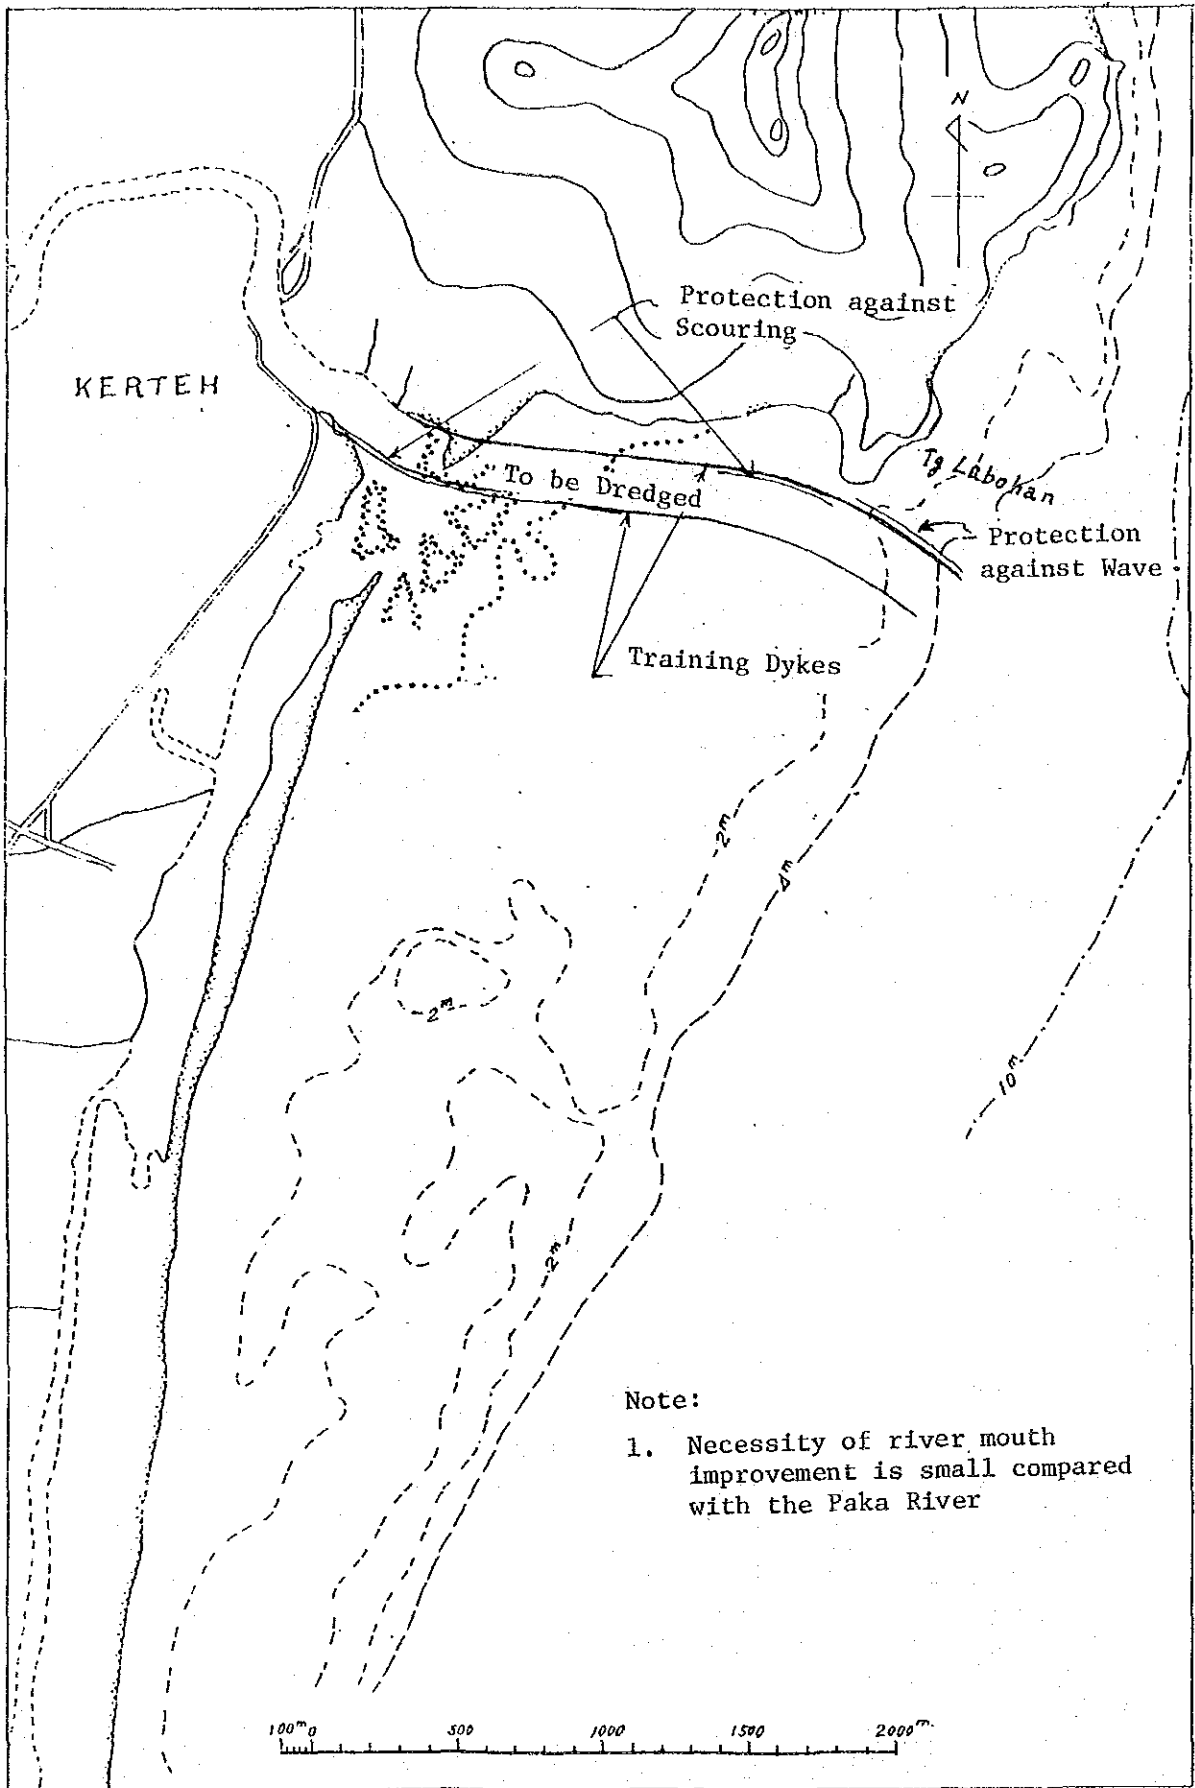 N
Protection against
Scouring
KERTEH
To be Dredged
Tg Labohan
Protection
against Wave
Training Dykes
2m
4m
2m
10m
2m
Note:
1. Necessity of river mouth
improvement is small compared
with the Paka River
100m 0 500 1000 1500 2000m.